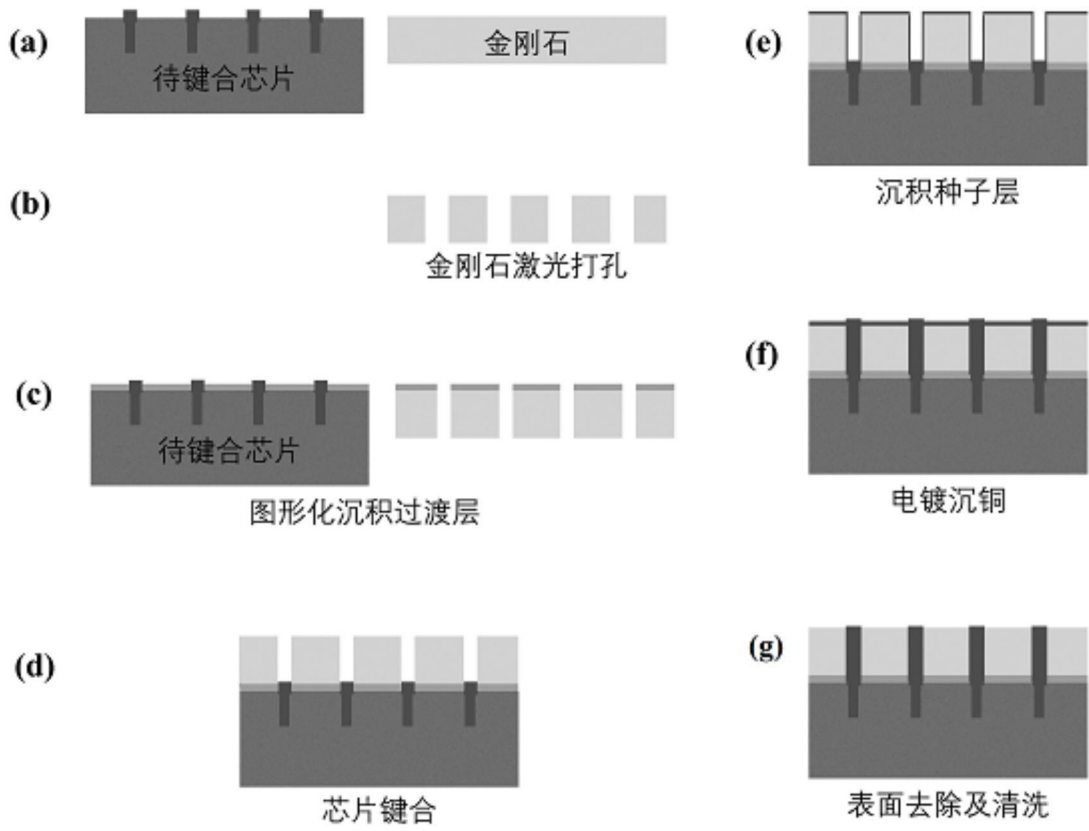 (a)
待键合芯片
金刚石
(b)
金刚石激光打孔
(c)
待键合芯片
图形化沉积过渡层
(d)
芯片键合
(e)
沉积种子层
(f)
电镀沉铜
(g)
表面去除及清洗